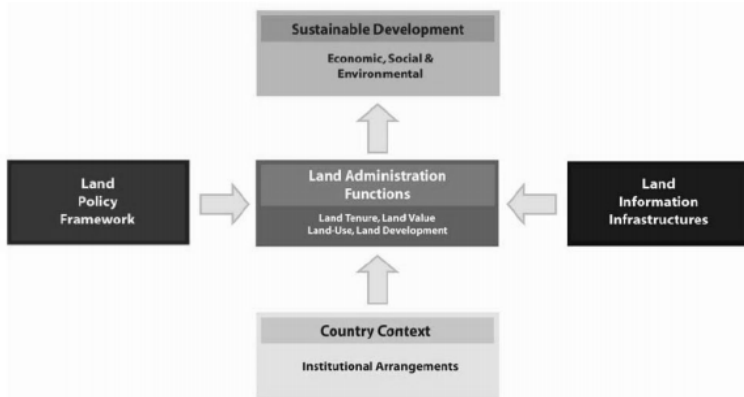 Sustainable Development
Economic, Social &
Environmental
Land
Policy
Framework
Land Administration
Functions
Land Tenure, Land Value
Land-Use, Land Development
Land
Information
Infrastructures
Country Context
Institutional Arrangements